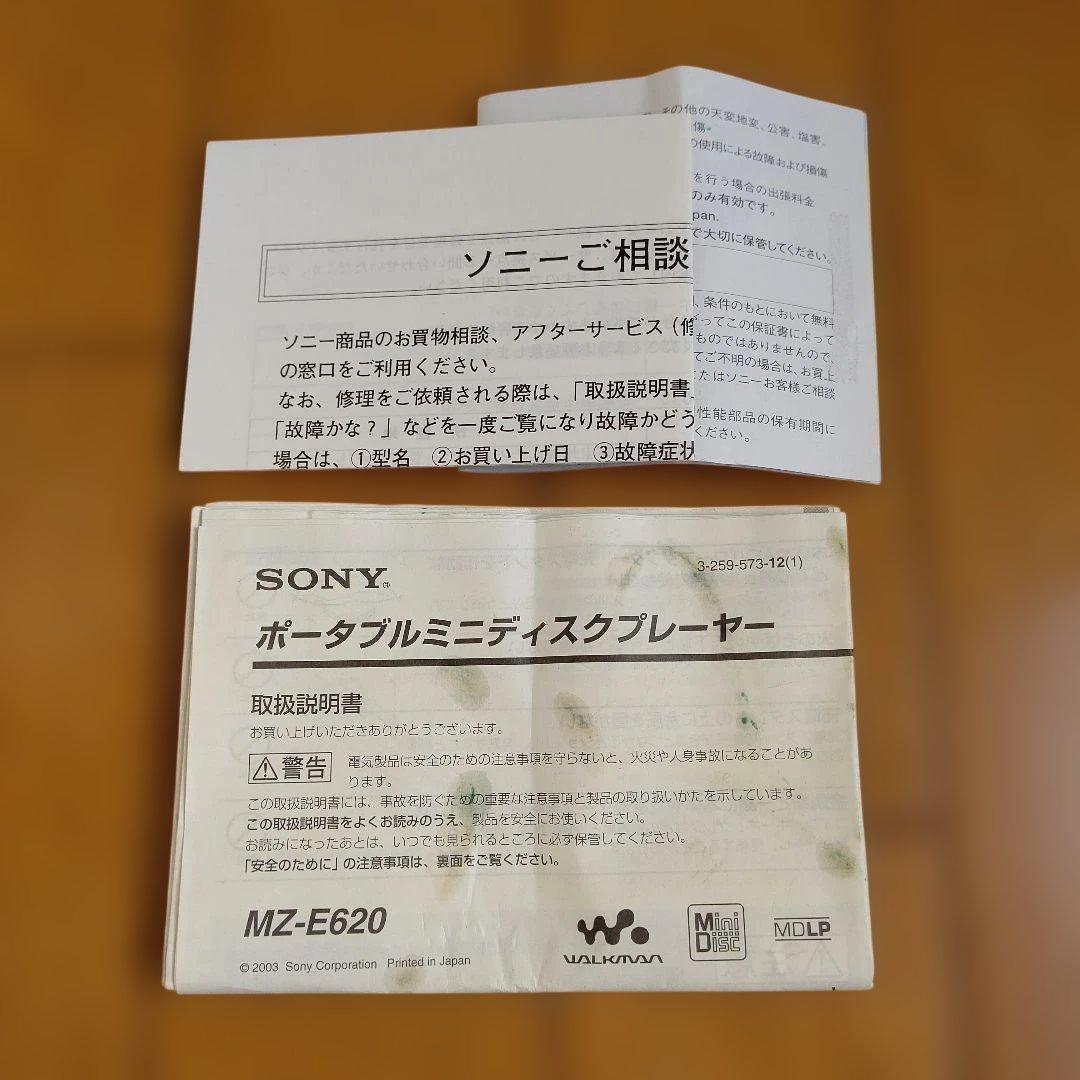 その他の天変地変、公害、塩害、
傷
の使用による故障および損傷
を行う場合の出張料金
のみ有効です。
pan.
で大切に保管してください。
ソニーご相談
ソニー商品のお買物相談、アフターサービス（修
の窓口をご利用ください。
なお、修理をご依頼される際は、「取扱説明書」
「故障かな？」などを一度ご覧になり故障かどう
場合は、①型名 ②お買い上げ日 ③故障症状
、条件のもとにおいて無料
ってこの保証書によって
ものではありませんので、
てご不明の場合は、お買上
たはソニーお客様ご相談
性能部品の保有期間に
ください。
SONY®
3-259-573-12(1)
ポータブルミニディスクプレーヤー
取扱説明書
お買い上げいただきありがとうございます。
警告
電気製品は安全のための注意事項を守らないと、火災や人身事故になることがあ
ります。
この取扱説明書には、事故を防ぐための重要な注意事項と製品の取り扱いかたを示しています。
この取扱説明書をよくお読みのうえ、製品を安全にお使いください。
お読みになったあとは、いつでも見られるところに必ず保管してください。
「安全のために」の注意事項は、裏面をご覧ください。
MZ-E620
WALKMAN
Mini Disc
MDLP
© 2003 Sony Corporation Printed in Japan